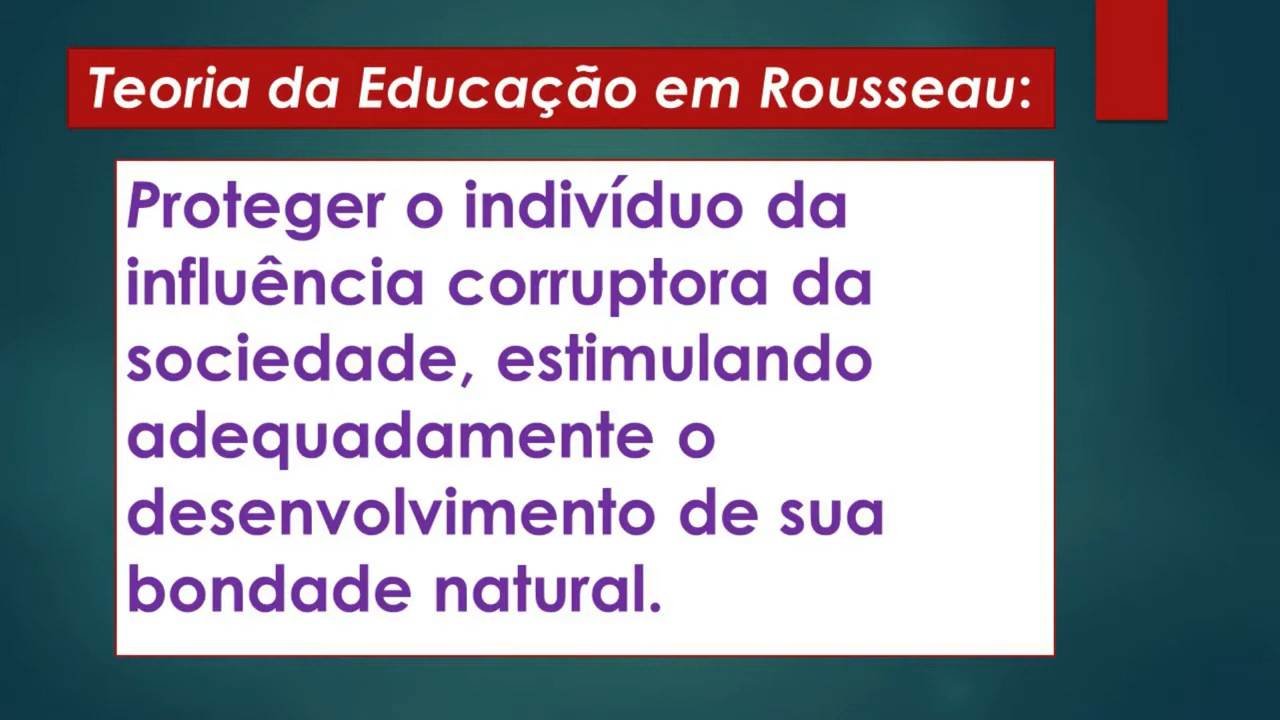 Teoria da Educação em Rousseau:
Proteger o indivíduo da
influência corruptora da
sociedade, estimulando
adequadamente o
desenvolvimento de sua
bondade natural.